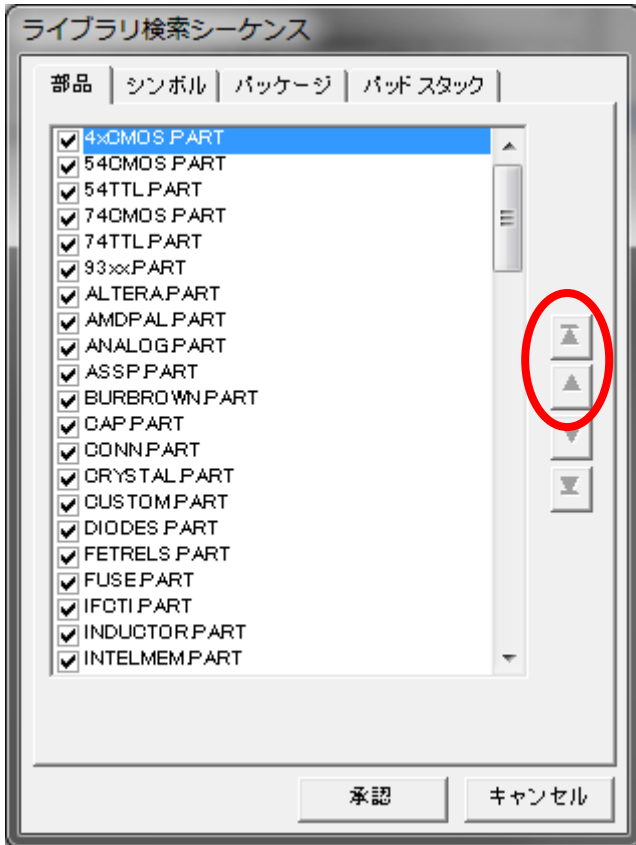 ライブラリ検索シーケンス
部品 シンボル パッケージ パッド スタック
4xCMOS.PART
54CMOS.PART
54TTL.PART
74CMOS.PART
74TTL.PART
93xx.PART
ALTERA.PART
AMDPAL.PART
ANALOG.PART
ASSP.PART
BURBROWN.PART
CAP.PART
CONN.PART
CRYSTAL.PART
CUSTOM.PART
DIODES.PART
FETRELS.PART
FUSE.PART
IFCTI.PART
INDUCTOR.PART
INTELMEM.PART
承認 キャンセル